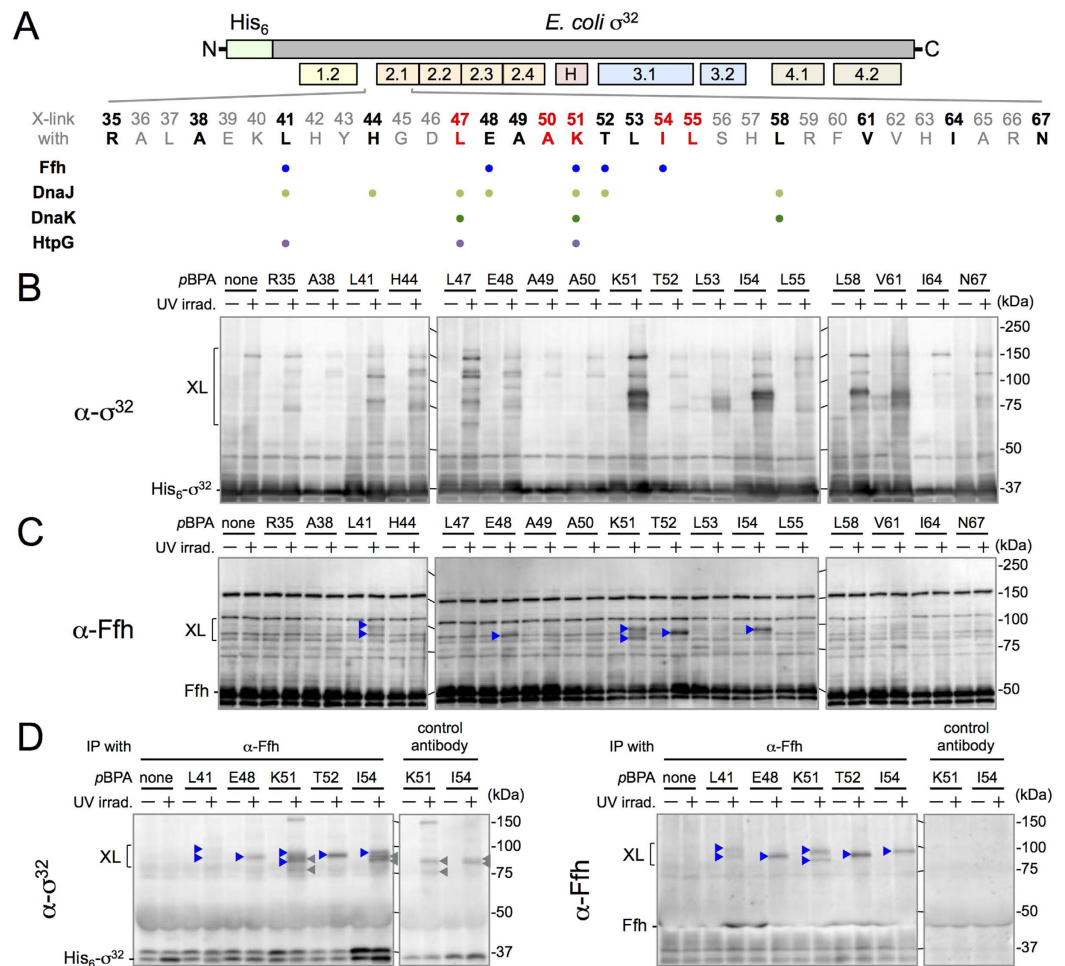 A
His6 E. coli σ32
N C
1.2 2.1 2.2 2.3 2.4 H 3.1 3.2 4.1 4.2
X-link 35 36 37 38 39 40 41 42 43 44 45 46 47 48 49 50 51 52 53 54 55 56 57 58 59 60 61 62 63 64 65 66 67
with R A L A E K L H Y H G D L E A A K T L I L S H L R F V V H I A R N
Ffh
DnaJ
DnaK
HtpG
B
pBPA none R35 A38 L41 H44 L47 E48 A49 A50 K51 T52 L53 I54 L55 L58 V61 I64 N67
UV irrad. − + − + − + − + − + − + − + − + − + − + − + − + − + − + − + − + − + − + (kDa)
-250
-150
XL
-100
-75
α-σ32
-50
His6-σ32
-37
C
pBPA none R35 A38 L41 H44 L47 E48 A49 A50 K51 T52 L53 I54 L55 L58 V61 I64 N67
UV irrad. − + − + − + − + − + − + − + − + − + − + − + − + − + − + − + − + − + − + (kDa)
-250
-150
-100
α-Ffh
XL
-75
Ffh
-50
D
IP with α-Ffh control antibody
pBPA none L41 E48 K51 T52 I54 K51 I54
UV irrad. − + − + − + − + − + − + − + − + (kDa)
-150
XL
-100
-75
α-σ32
-50
His6-σ32
-37
IP with α-Ffh control antibody
pBPA none L41 E48 K51 T52 I54 K51 I54
UV irrad. − + − + − + − + − + − + − + − + (kDa)
-150
XL
-100
-75
α-Ffh
-50
Ffh
-37